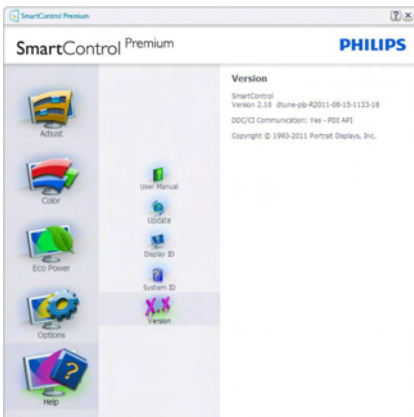 SmartControl Premium
SmartControl Premium
PHILIPS
Adjust
Color
Eco Power
Options
Help
User Manual
Update
Display ID
System ID
X.X
Version
Version
SmartControl
Version 2.10 dtune-plp-R2011-08-15-1133-18
DDC/CI Communication: Yes - PDI API
Copyright © 1993-2011 Portrait Displays, Inc.